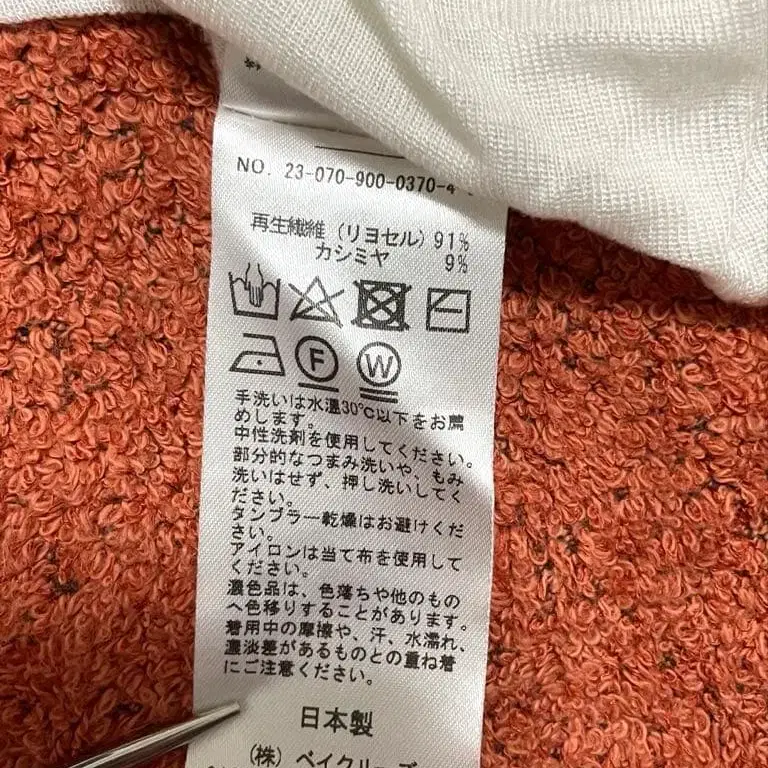 NO. 23-070-900-0370-4
再生繊維(リヨセル)91%
カシミヤ 9%
F W
手洗いは水温30℃以下をお薦
めします。
中性洗剤を使用してください。
部分的なつまみ洗いや、もみ
洗いはせず、押し洗いしてく
ださい。
タンブラー乾燥はお避けくだ
さい。
アイロンは当て布を使用して
ください。
濃色品は、色落ちや他のもの
へ色移りすることがあります。
着用中の摩擦や、汗、水濡れ、
濃淡差があるものとの重ね着
にご注意ください。
日本製
(株)ベイクルーズ